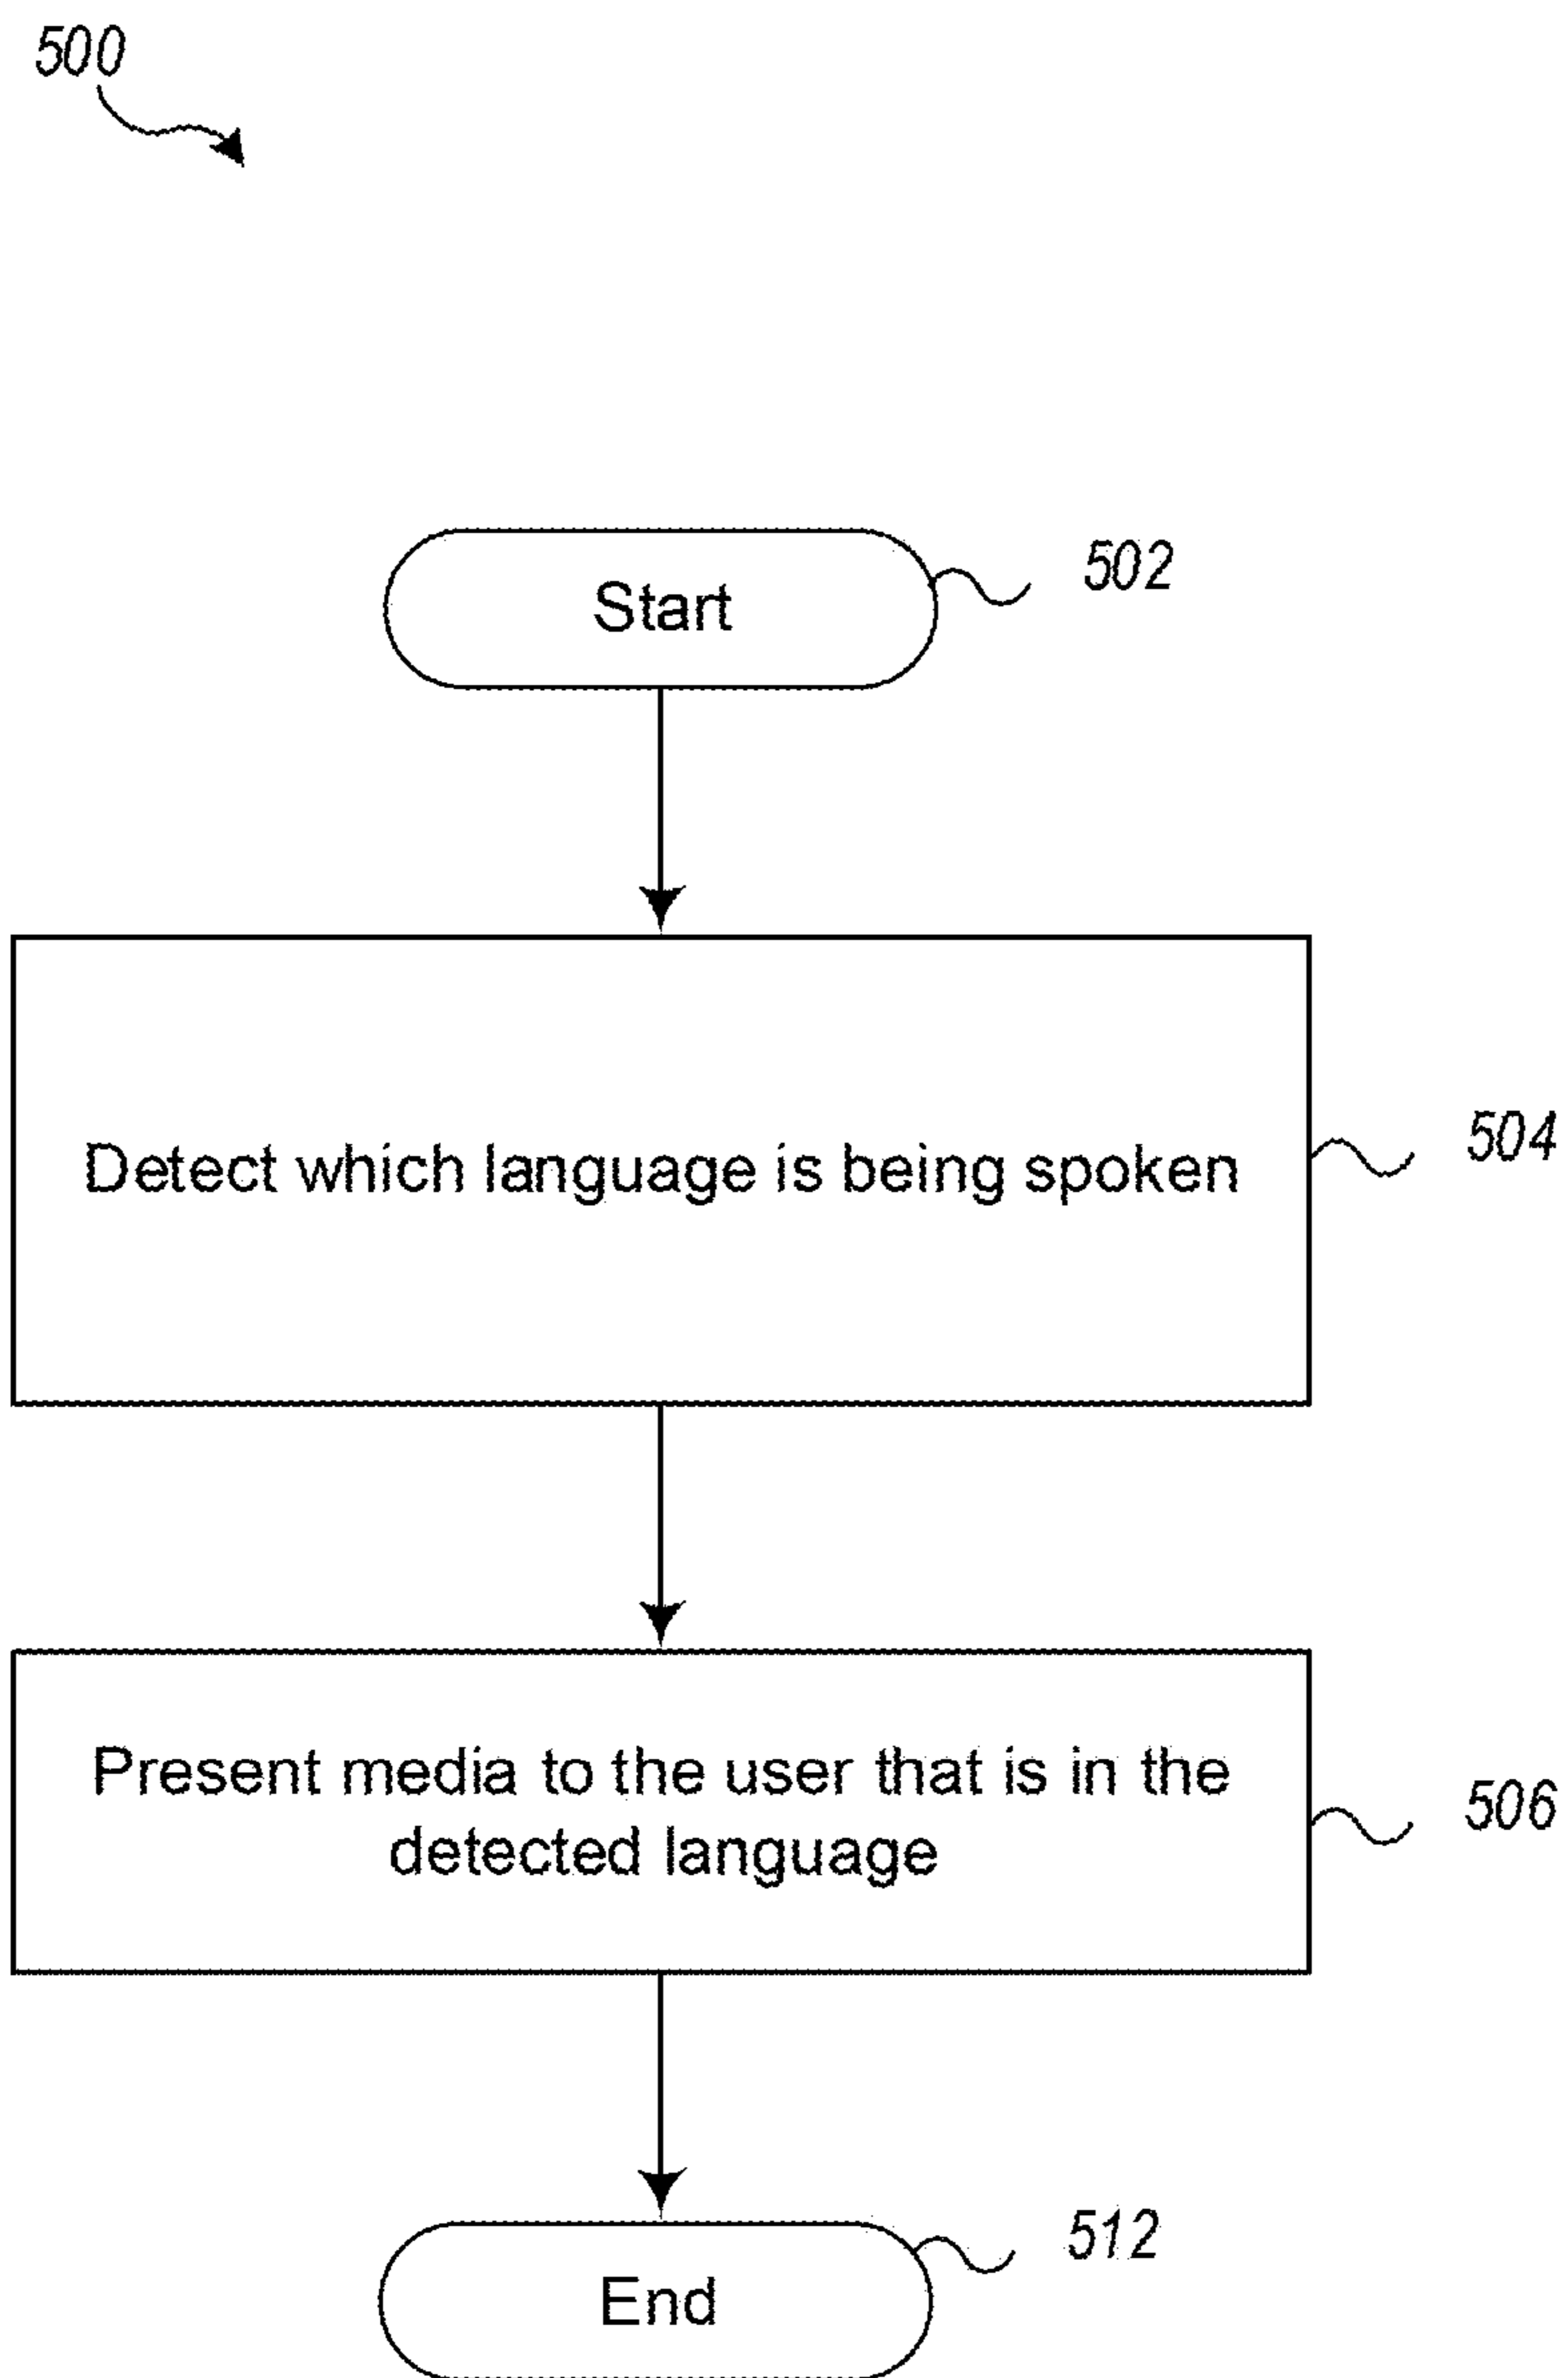 500
Start
502
Detect which language is being spoken
504
Present media to the user that is in the
detected language
506
End
512